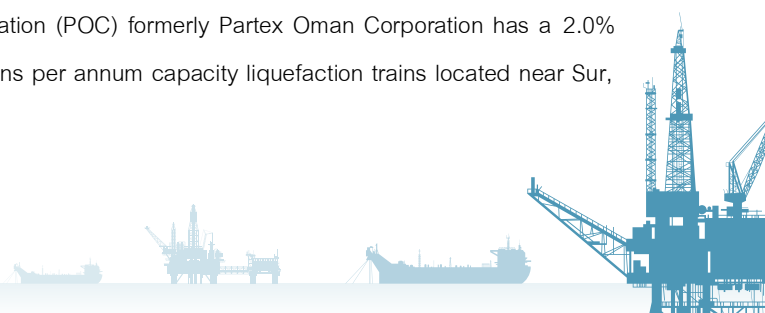 ation (POC) formerly Partex Oman Corporation has a 2.0%
ns per annum capacity liquefaction trains located near Sur,